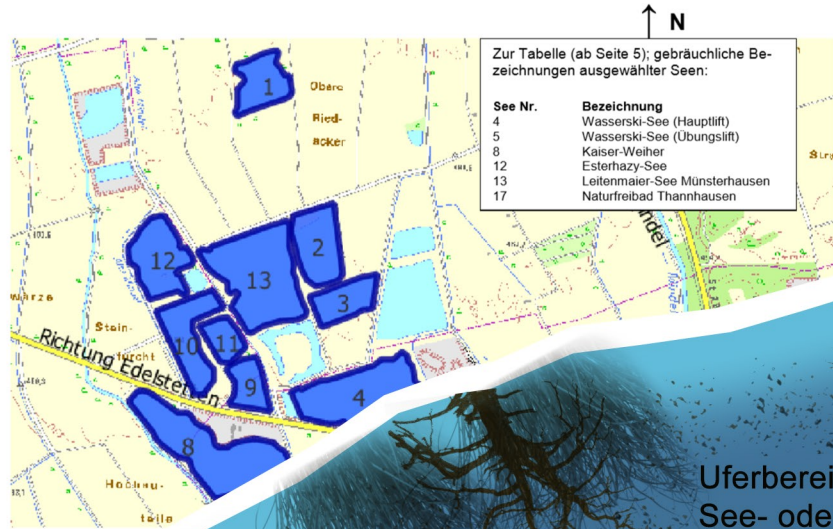 N
Zur Tabelle (ab Seite 5); gebräuchliche Be-
zeichnungen ausgewählter Seen:
See Nr. Bezeichnung
4 Wasserski-See (Hauptlift)
5 Wasserski-See (Übungslift)
8 Kaiser-Weiher
12 Esterhazy-See
13 Leitenmaier-See Münsterhausen
17 Naturfreibad Thannhausen
1
Obere
Ried-
acker
2
12
13
3
Stein-
furcht
10
11
Richtung Edelstetten
9
4
8
Hochau-
teile
Uferberei
See- ode